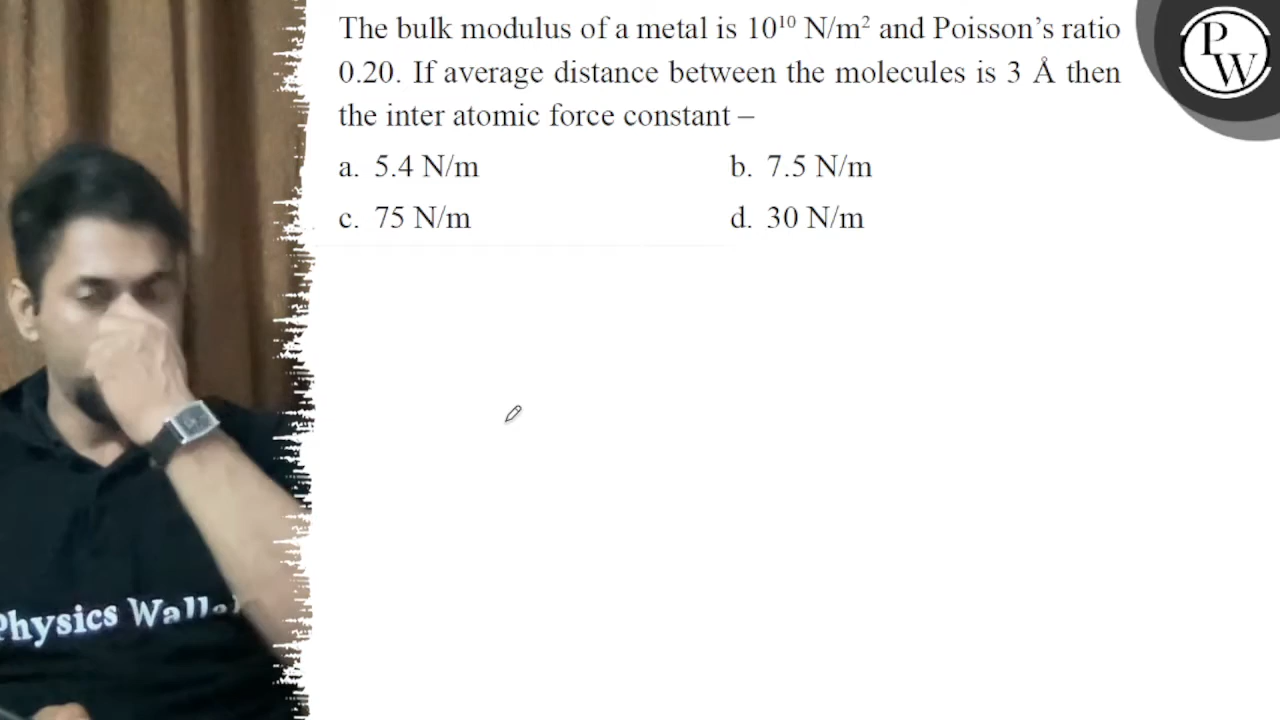 The bulk modulus of a metal is 10¹⁰ N/m² and Poisson’s ratio
0.20. If average distance between the molecules is 3 Å then
the inter atomic force constant –
a. 5.4 N/m
b. 7.5 N/m
c. 75 N/m
d. 30 N/m
PW
Physics